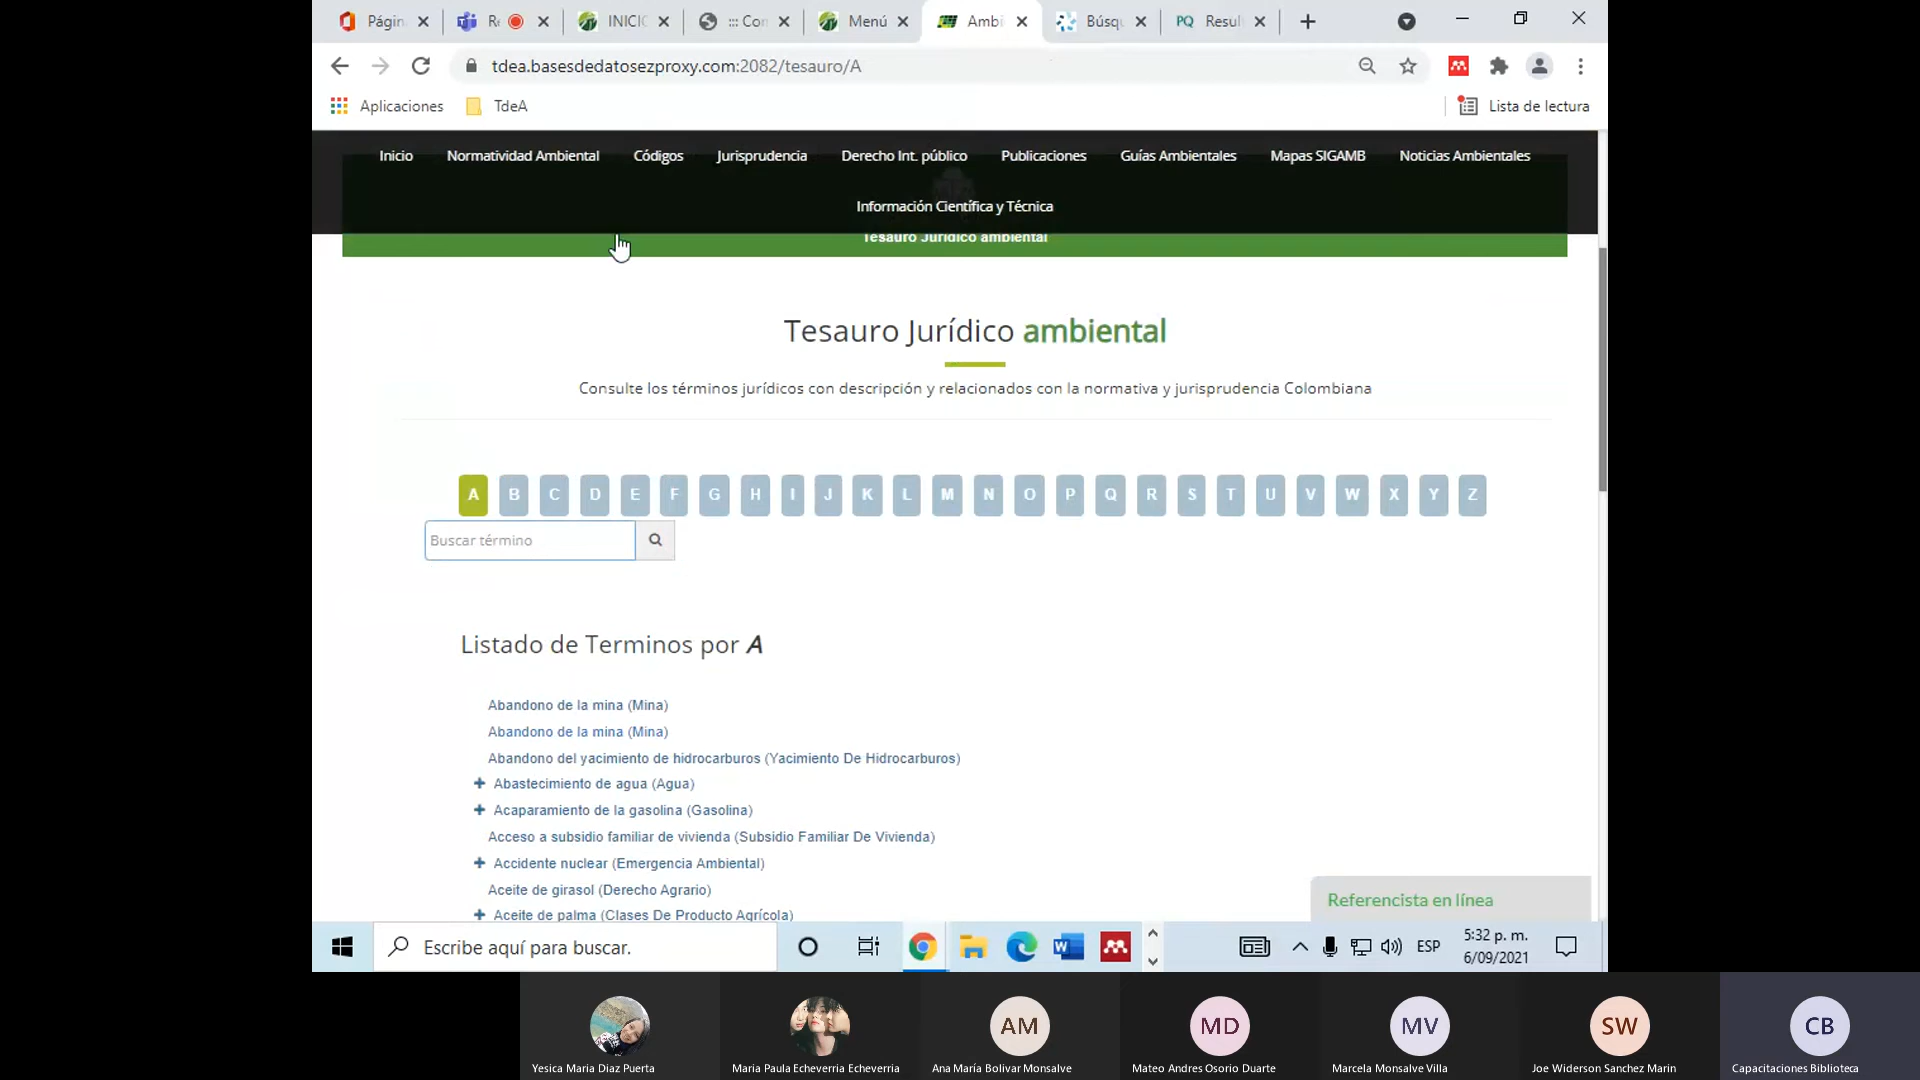 Págin
Re
INICIO
::: Con
Menú
Ambi
Búsqu
PQ
Resul
tdea.basesdedatosezproxy.com:2082/tesauro/A
Aplicaciones
TdeA
Lista de lectura
Inicio
Normatividad Ambiental
Códigos
Jurisprudencia
Derecho Int. público
Publicaciones
Guías Ambientales
Mapas SIGAMB
Noticias Ambientales
Información Científica y Técnica
Tesauro Jurídico ambiental
Tesauro Jurídico ambiental
Consulte los términos jurídicos con descripción y relacionados con la normativa y jurisprudencia Colombiana
A B C D E F G H I J K L M N O P Q R S T U V W X Y Z
Buscar término
Listado de Terminos por A
Abandono de la mina (Mina)
Abandono de la mina (Mina)
Abandono del yacimiento de hidrocarburos (Yacimiento De Hidrocarburos)
Abastecimiento de agua (Agua)
Acaparamiento de la gasolina (Gasolina)
Acceso a subsidio familiar de vivienda (Subsidio Familiar De Vivienda)
Accidente nuclear (Emergencia Ambiental)
Aceite de girasol (Derecho Agrario)
Aceite de palma (Clases De Producto Agrícola)
Referencista en línea
Escribe aquí para buscar.
ESP
5:32 p. m.
6/09/2021
AM
MD
MV
SW
CB
Yesica Maria Diaz Puerta
Maria Paula Echeverria Echeverria
Ana María Bolivar Monsalve
Mateo Andres Osorio Duarte
Marcela Monsalve Villa
Joe Widerson Sanchez Marin
Capacitaciones Biblioteca